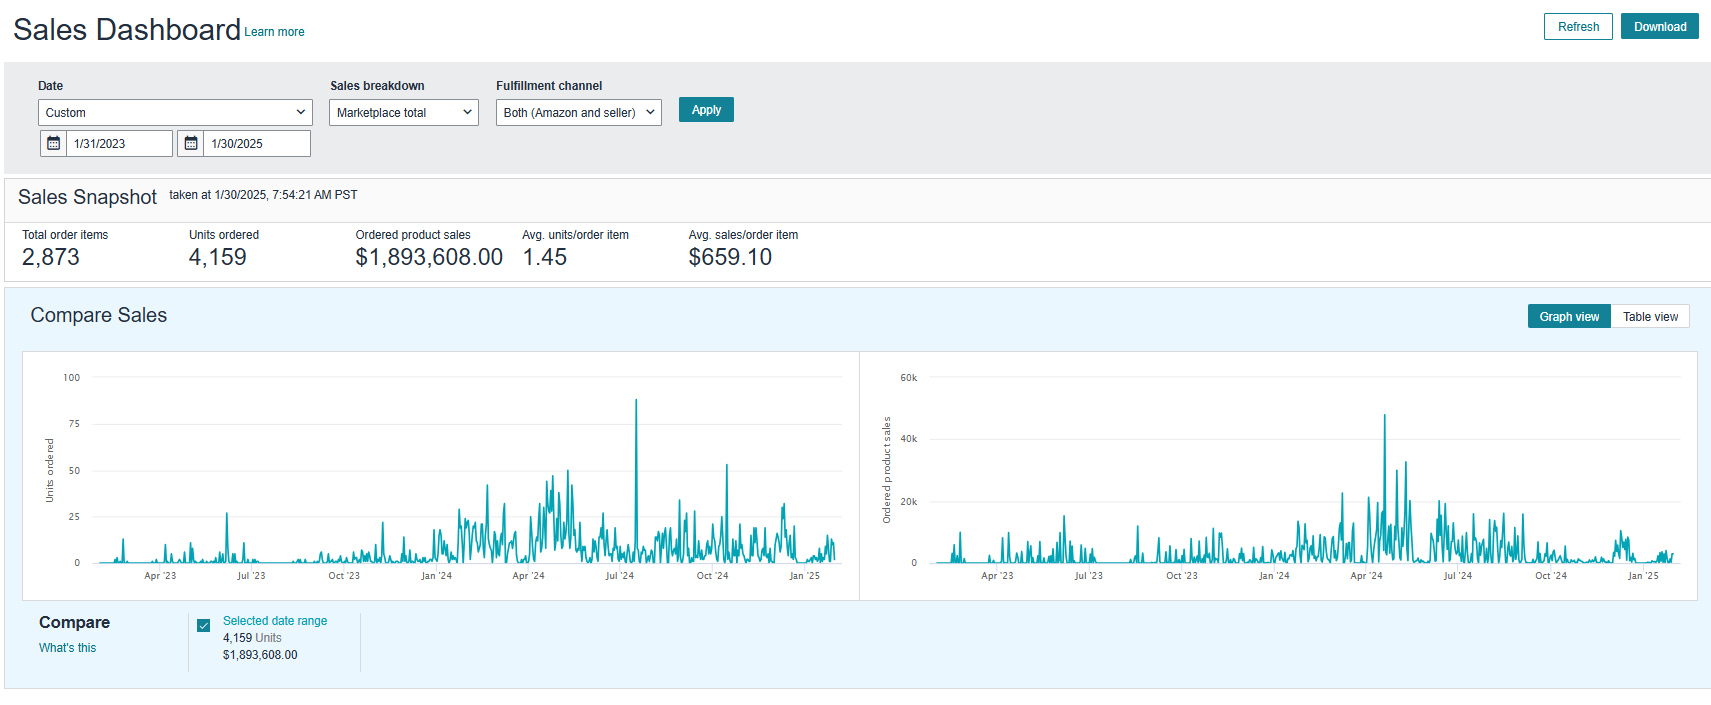 Sales Dashboard Learn more
Refresh
Download
Date
Sales breakdown
Fulfillment channel
Custom
Marketplace total
Both (Amazon and seller)
Apply
1/31/2023
1/30/2025
Sales Snapshot taken at 1/30/2025, 7:54:21 AM PST
Total order items
Units ordered
Ordered product sales
Avg. units/order item
Avg. sales/order item
2,873
4,159
$1,893,608.00
1.45
$659.10
Compare Sales
Graph view
Table view
Units ordered
100
75
50
25
0
Apr '23
Jul '23
Oct '23
Jan '24
Apr '24
Jul '24
Oct '24
Jan '25
Ordered product sales
60k
40k
20k
0
Apr '23
Jul '23
Oct '23
Jan '24
Apr '24
Jul '24
Oct '24
Jan '25
Compare
What's this
Selected date range
4,159 Units
$1,893,608.00